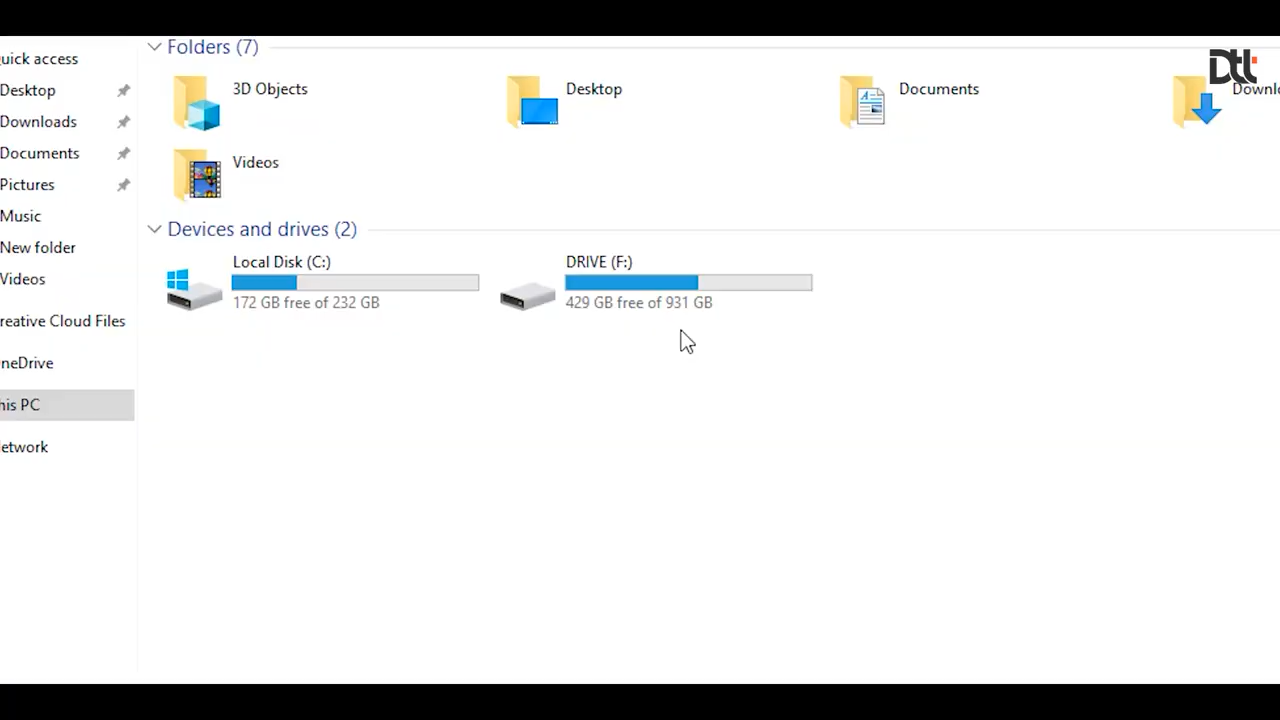 uick access
Desktop
Downloads
Documents
Pictures
Music
New folder
Videos
reative Cloud Files
neDrive
his PC
etwork
Folders (7)
3D Objects
Desktop
Documents
Downlo
Videos
Devices and drives (2)
Local Disk (C:)
172 GB free of 232 GB
DRIVE (F:)
429 GB free of 931 GB
Dtt